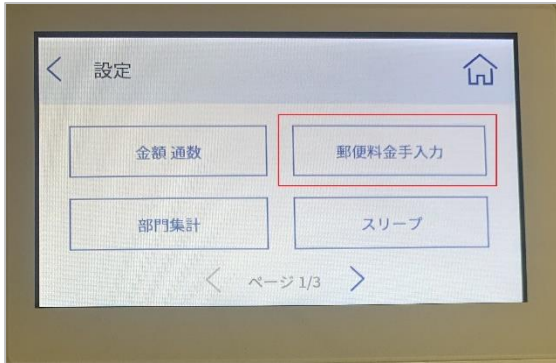 設定
金額 通数
郵便料金手入力
部門集計
スリープ
ページ 1/3